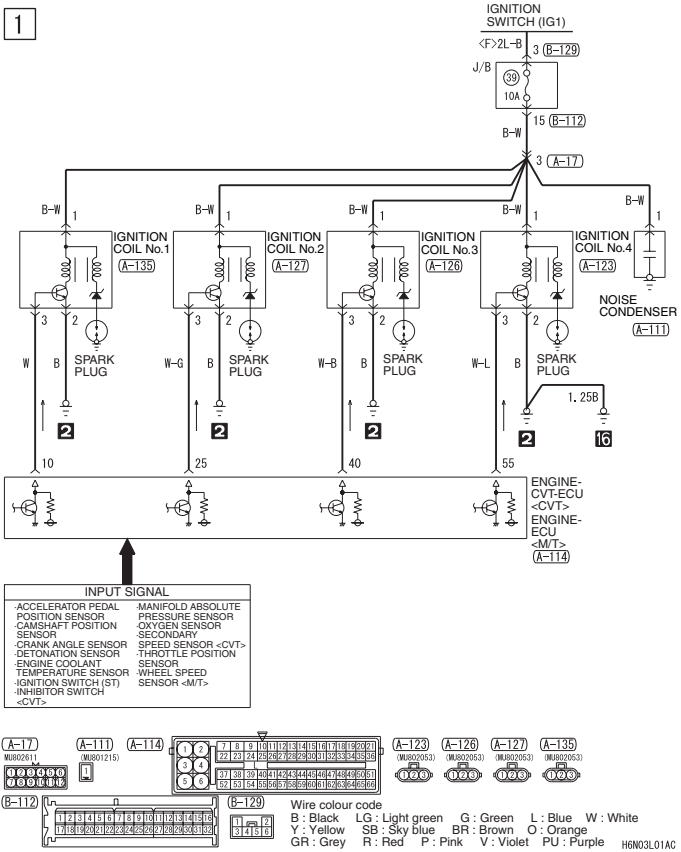 1
IGNITION
SWITCH (IG1)
<F>2L-B
3 (B-129)
J/B
39
10A
15 (B-112)
B-W
3 (A-17)
B-W 1
B-W 1
B-W 1
B-W 1
B-W
1
IGNITION
COIL No.1
(A-135)
IGNITION
COIL No.2
(A-127)
IGNITION
COIL No.3
(A-126)
IGNITION
COIL No.4
(A-123)
NOISE
CONDENSER
(A-111)
3 2
3 2
3 2
3 2
W B SPARK
PLUG
W-G B SPARK
PLUG
W-B B SPARK
PLUG
W-L B SPARK
PLUG
1.25B
2
2
2
2
16
10
25
40
55
ENGINE-
CVT-ECU
<CVT>
ENGINE-
ECU
<M/T>
(A-114)
INPUT SIGNAL
·ACCELERATOR PEDAL
POSITION SENSOR
·CAMSHAFT POSITION
SENSOR
·CRANK ANGLE SENSOR
·DETONATION SENSOR
·ENGINE COOLANT
TEMPERATURE SENSOR
·IGNITION SWITCH (ST)
·INHIBITOR SWITCH
<CVT>
·MANIFOLD ABSOLUTE
PRESSURE SENSOR
·OXYGEN SENSOR
·SECONDARY
SPEED SENSOR <CVT>
·THROTTLE POSITION
SENSOR
·WHEEL SPEED
SENSOR <M/T>
(A-17)
MU802611
1 2 3 4 5 6
7 8 9 10 11 12
(A-111)
(MU801215)
1
(A-114)
1 2
3 4
5 6
7 8 9 10 11 12 13 14 15 16 17 18 19 20 21
22 23 24 25 26 27 28 29 30 31 32 33 34 35 36
37 38 39 40 41 42 43 44 45 46 47 48 49 50 51
52 53 54 55 56 57 58 59 60 61 62 63 64 65 66
(A-123)
(MU802053)
1 2 3
(A-126)
(MU802053)
1 2 3
(A-127)
(MU802053)
1 2 3
(A-135)
(MU802053)
1 2 3
(B-112)
1 2 3 4 5 6 7 8 9 10 11 12 13 14 15 16
17 18 19 20 21 22 23 24 25 26 27 28 29 30 31 32
(B-129)
1 2
3 4 5 6
Wire colour code
B : Black LG : Light green G : Green L : Blue W : White
Y : Yellow SB : Sky blue BR : Brown O : Orange
GR : Grey R : Red P : Pink V : Violet PU : Purple
H6N03L01AC